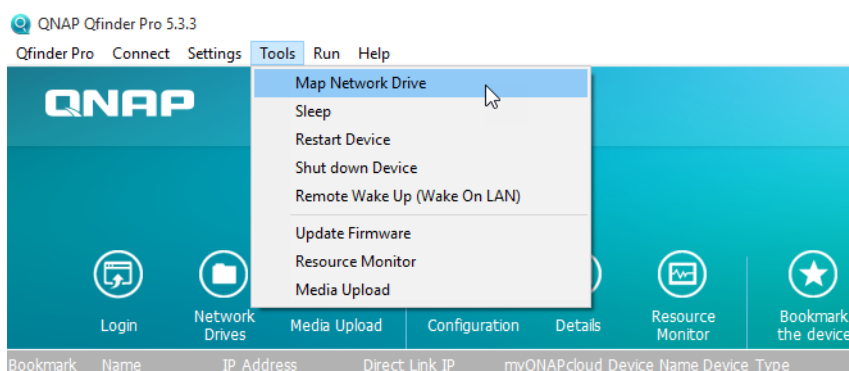 QNAP Qfinder Pro 5.3.3
Qfinder Pro Connect Settings Tools Run Help
QNAP
Map Network Drive
Sleep
Restart Device
Shut down Device
Remote Wake Up (Wake On LAN)
Update Firmware
Resource Monitor
Media Upload
Login
Network
Drives
Media Upload
Configuration
Details
Resource
Monitor
Bookmark
the device
Bookmark Name IP Address Direct Link IP myQNAPcloud Device Name Device Type